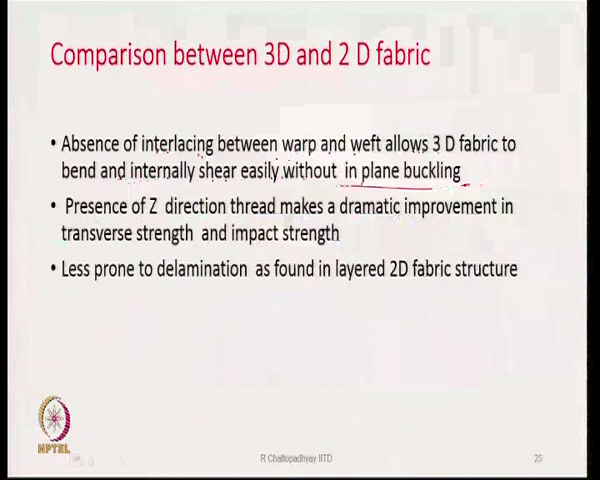 Comparison between 3D and 2 D fabric
• Absence of interlacing between warp and weft allows 3 D fabric to
bend and internally shear easily without in plane buckling
• Presence of Z direction thread makes a dramatic improvement in
transverse strength and impact strength
• Less prone to delamination as found in layered 2D fabric structure
NPTEL
R Chattopadhyay IITD
25